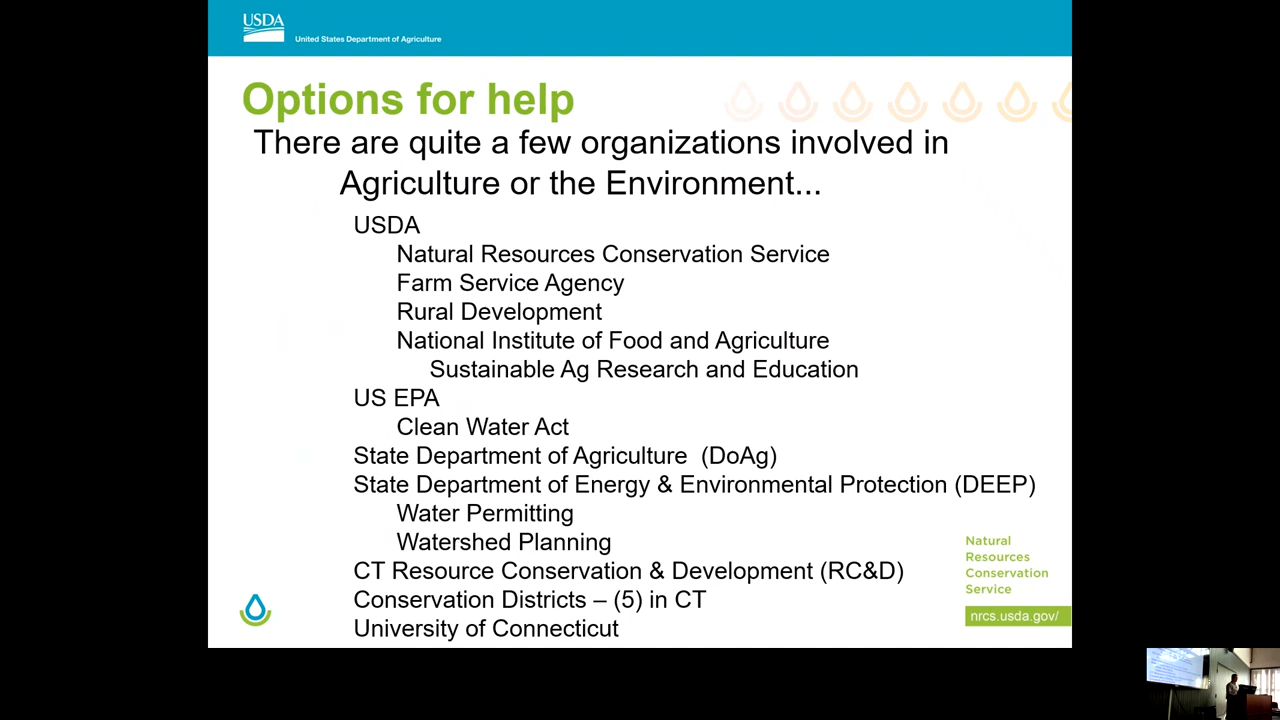 USDA
United States Department of Agriculture
Options for help
There are quite a few organizations involved in
Agriculture or the Environment...
USDA
Natural Resources Conservation Service
Farm Service Agency
Rural Development
National Institute of Food and Agriculture
Sustainable Ag Research and Education
US EPA
Clean Water Act
State Department of Agriculture  (DoAg)
State Department of Energy & Environmental Protection (DEEP)
Water Permitting
Watershed Planning
CT Resource Conservation & Development (RC&D)
Conservation Districts – (5) in CT
University of Connecticut
Natural
Resources
Conservation
Service
nrcs.usda.gov/